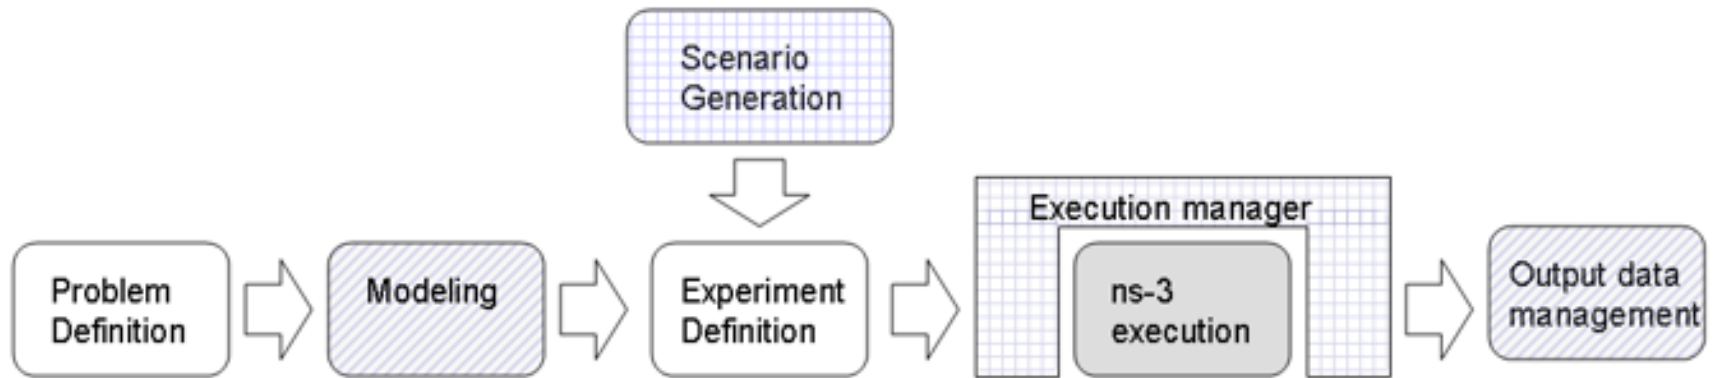 Scenario
Generation
Execution manager
Problem
Definition
Modeling
Experiment
Definition
ns-3
execution
Output data
management